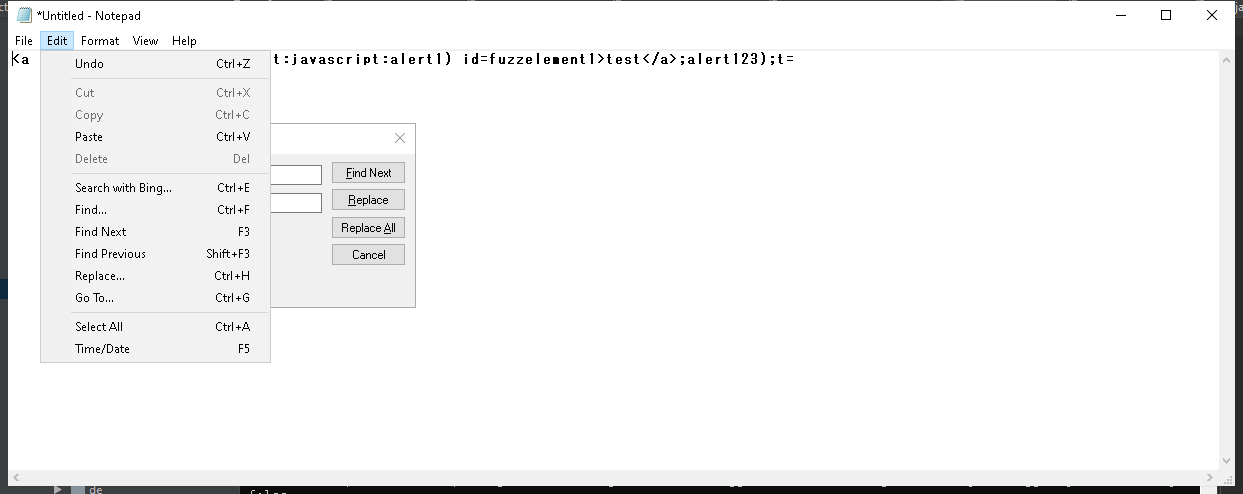 *Untitled - Notepad
File Edit Format View Help
<a t:javascript:alert1) id=fuzzelement1>test</a>;alert123);t=
Undo Ctrl+Z
Cut Ctrl+X
Copy Ctrl+C
Paste Ctrl+V
Delete Del
Search with Bing... Ctrl+E
Find... Ctrl+F
Find Next F3
Find Previous Shift+F3
Replace... Ctrl+H
Go To... Ctrl+G
Select All Ctrl+A
Time/Date F5
Find Next
Replace
Replace All
Cancel
de